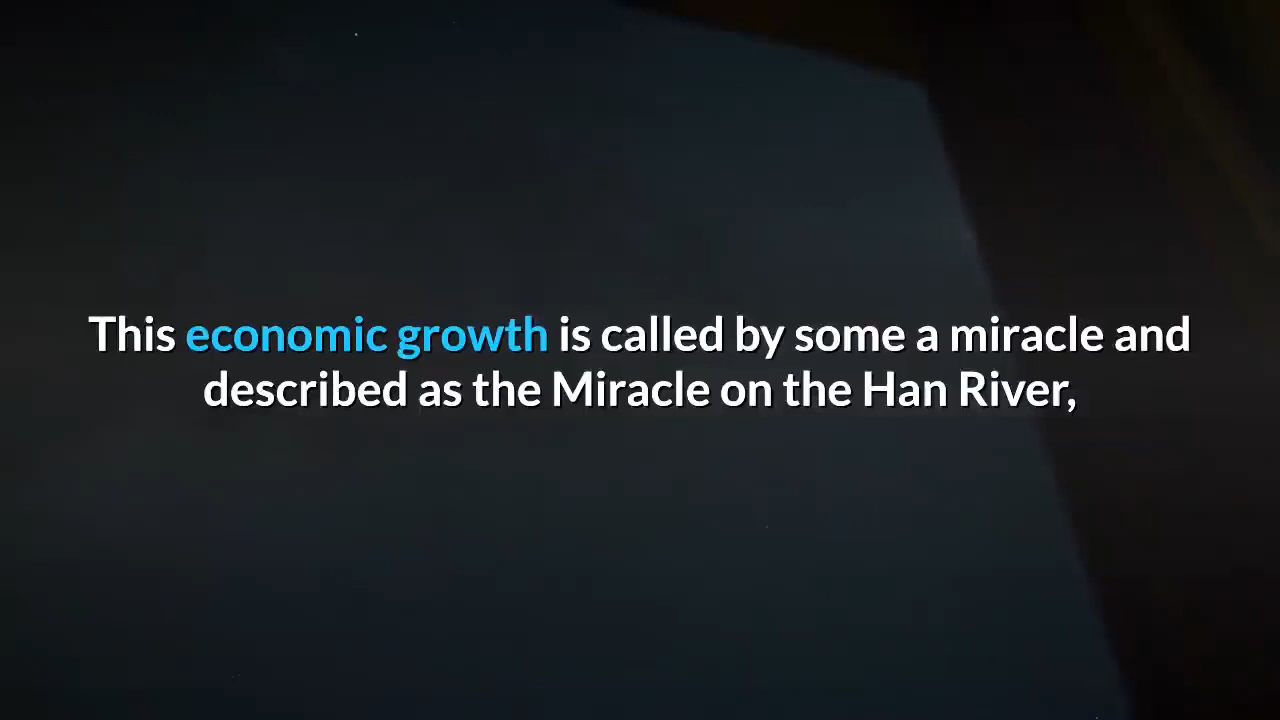 This economic growth is called by some a miracle and
described as the Miracle on the Han River,